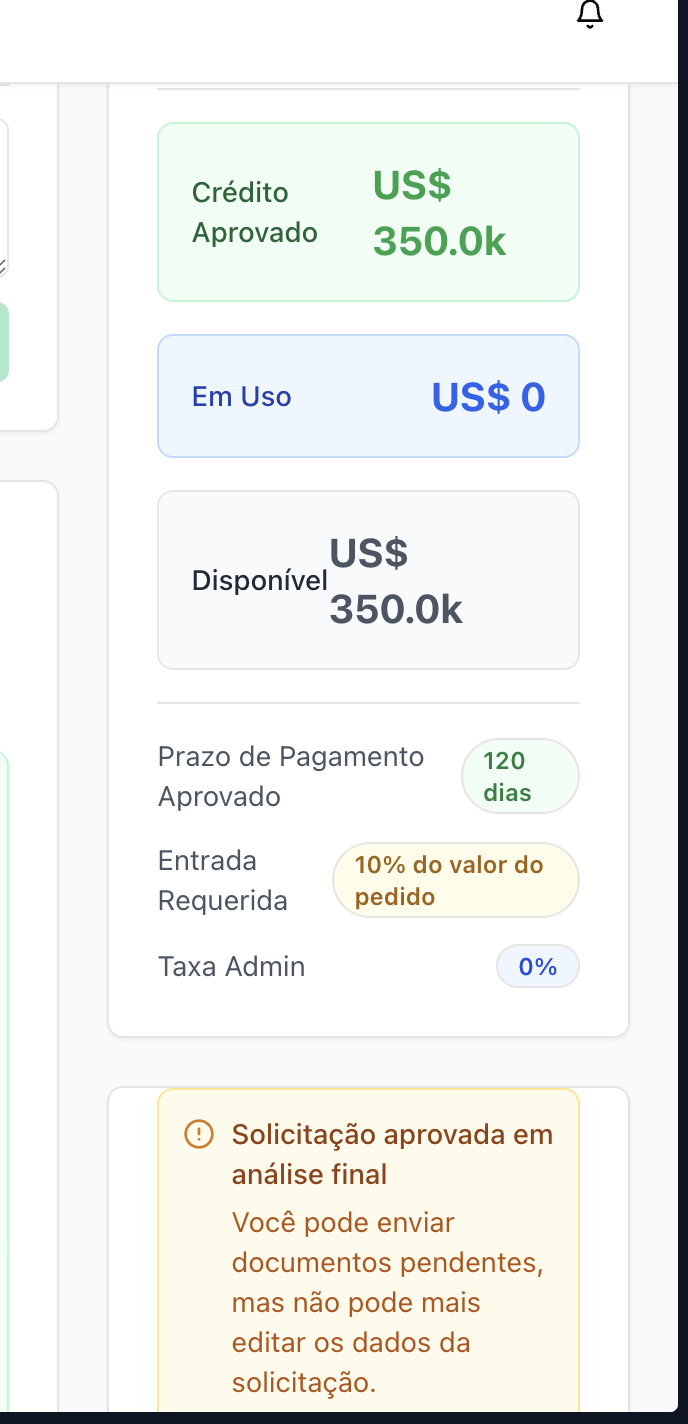 Crédito
Aprovado
US$
350.0k
Em Uso
US$ 0
Disponível
US$
350.0k
Prazo de Pagamento
Aprovado
120
dias
Entrada
Requerida
10% do valor do
pedido
Taxa Admin
0%
Solicitação aprovada em
análise final
Você pode enviar
documentos pendentes,
mas não pode mais
editar os dados da
solicitação.